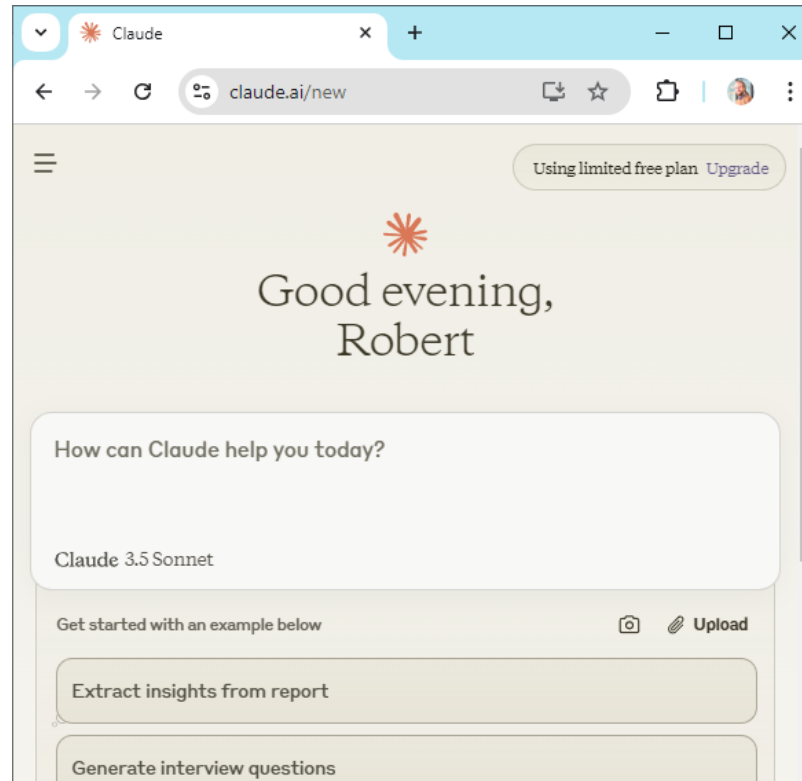 Claude
claude.ai/new
Using limited free plan Upgrade
Good evening,
Robert
How can Claude help you today?
Claude 3.5 Sonnet
Get started with an example below
Upload
Extract insights from report
Generate interview questions